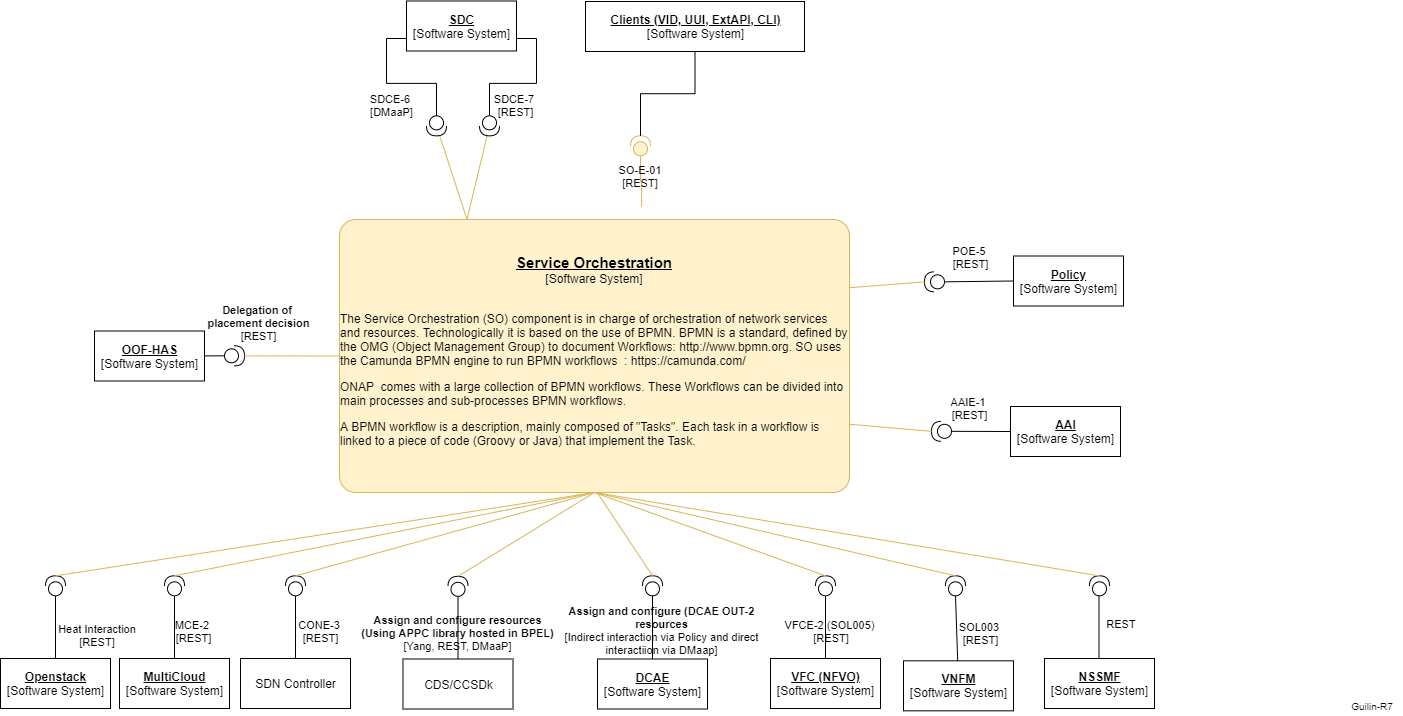 SDC
[Software System]
Clients (VID, UUI, ExtAPI, CLI)
[Software System]
SDCE-6
[DMaaP]
SDCE-7
[REST]
SO-E-01
[REST]
Service Orchestration
[Software System]
The Service Orchestration (SO) component is in charge of orchestration of network services
and resources. Technologically it is based on the use of BPMN. BPMN is a standard, defined by
the OMG (Object Management Group) to document Workflows: http://www.bpmn.org. SO uses
the Camunda BPMN engine to run BPMN workflows : https://camunda.com/
ONAP comes with a large collection of BPMN workflows. These Workflows can be divided into
main processes and sub-processes BPMN workflows.
A BPMN workflow is a description, mainly composed of "Tasks". Each task in a workflow is
linked to a piece of code (Groovy or Java) that implement the Task.
POE-5
[REST]
Policy
[Software System]
Delegation of
placement decision
[REST]
OOF-HAS
[Software System]
AAIE-1
[REST]
AAI
[Software System]
Heat Interaction
[REST]
MCE-2
[REST]
CONE-3
[REST]
Assign and configure resources
(Using APPC library hosted in BPEL)
[Yang, REST, DMaaP]
Assign and configure (DCAE OUT-2
resources
[Indirect interaction via Policy and direct
interactiion via DMaap]
VFCE-2 (SOL005)
[REST]
SOL003
[REST]
REST
Openstack
[Software System]
MultiCloud
[Software System]
SDN Controller
CDS/CCSDk
DCAE
[Software System]
VFC (NFVO)
[Software System]
VNFM
[Software System]
NSSMF
[Software System]
Guilin-R7